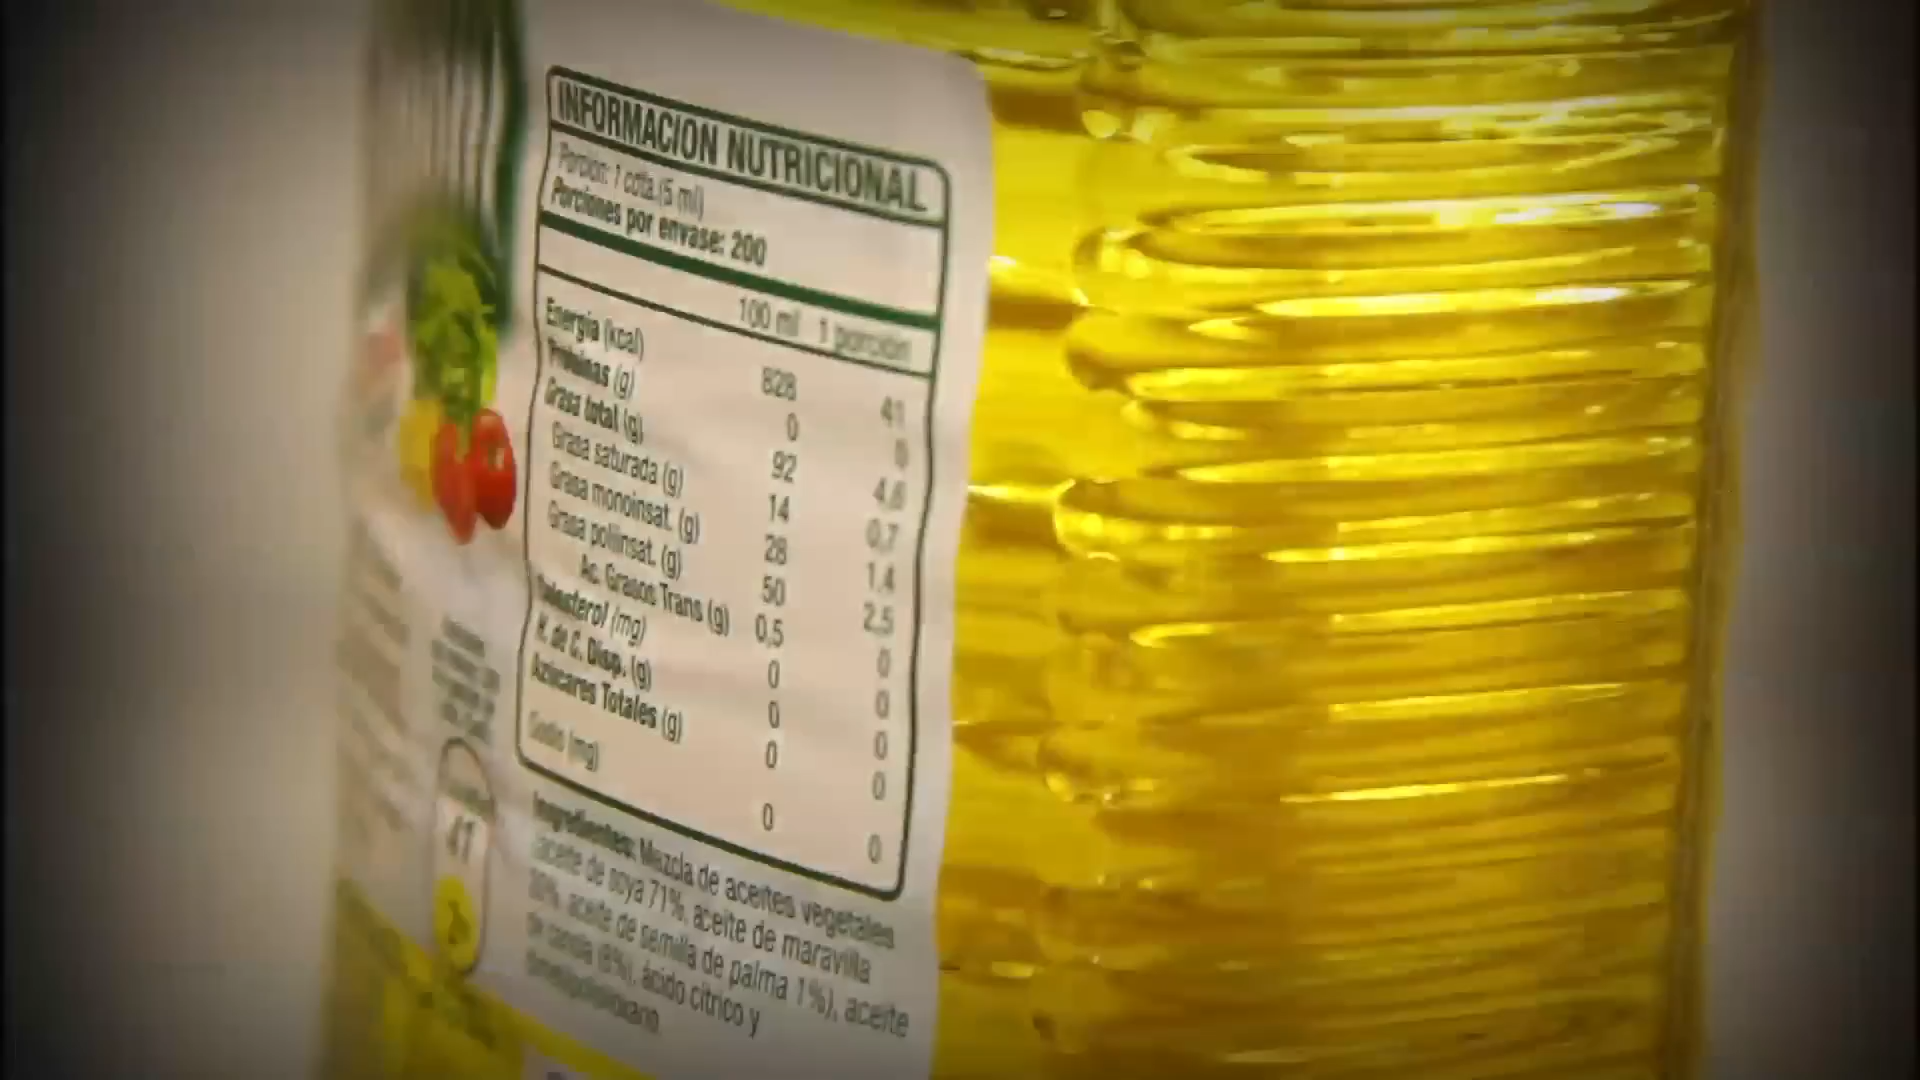 INFORMACION NUTRICIONAL
Porción: 1 cdta.(5 ml)
Porciones por envase: 200
100 ml 1 porción
Energía (kcal) 828 41
Proteínas (g) 0 0
Grasa total (g) 92 4,6
Grasa saturada (g) 14 0,7
Grasa monoinsat. (g) 28 1,4
Grasa poliinsat. (g) 50 2,5
Ac. Grasos Trans (g) 0,5 0
Colesterol (mg) 0 0
H. de C. Disp. (g) 0 0
Azúcares Totales (g) 0 0
Sodio (mg) 0 0
Ingredientes: Mezcla de aceites vegetales
(aceite de soya 71%, aceite de maravilla
aceite de semilla de palma 1%), aceite
de canola (8%), ácido cítrico y
41